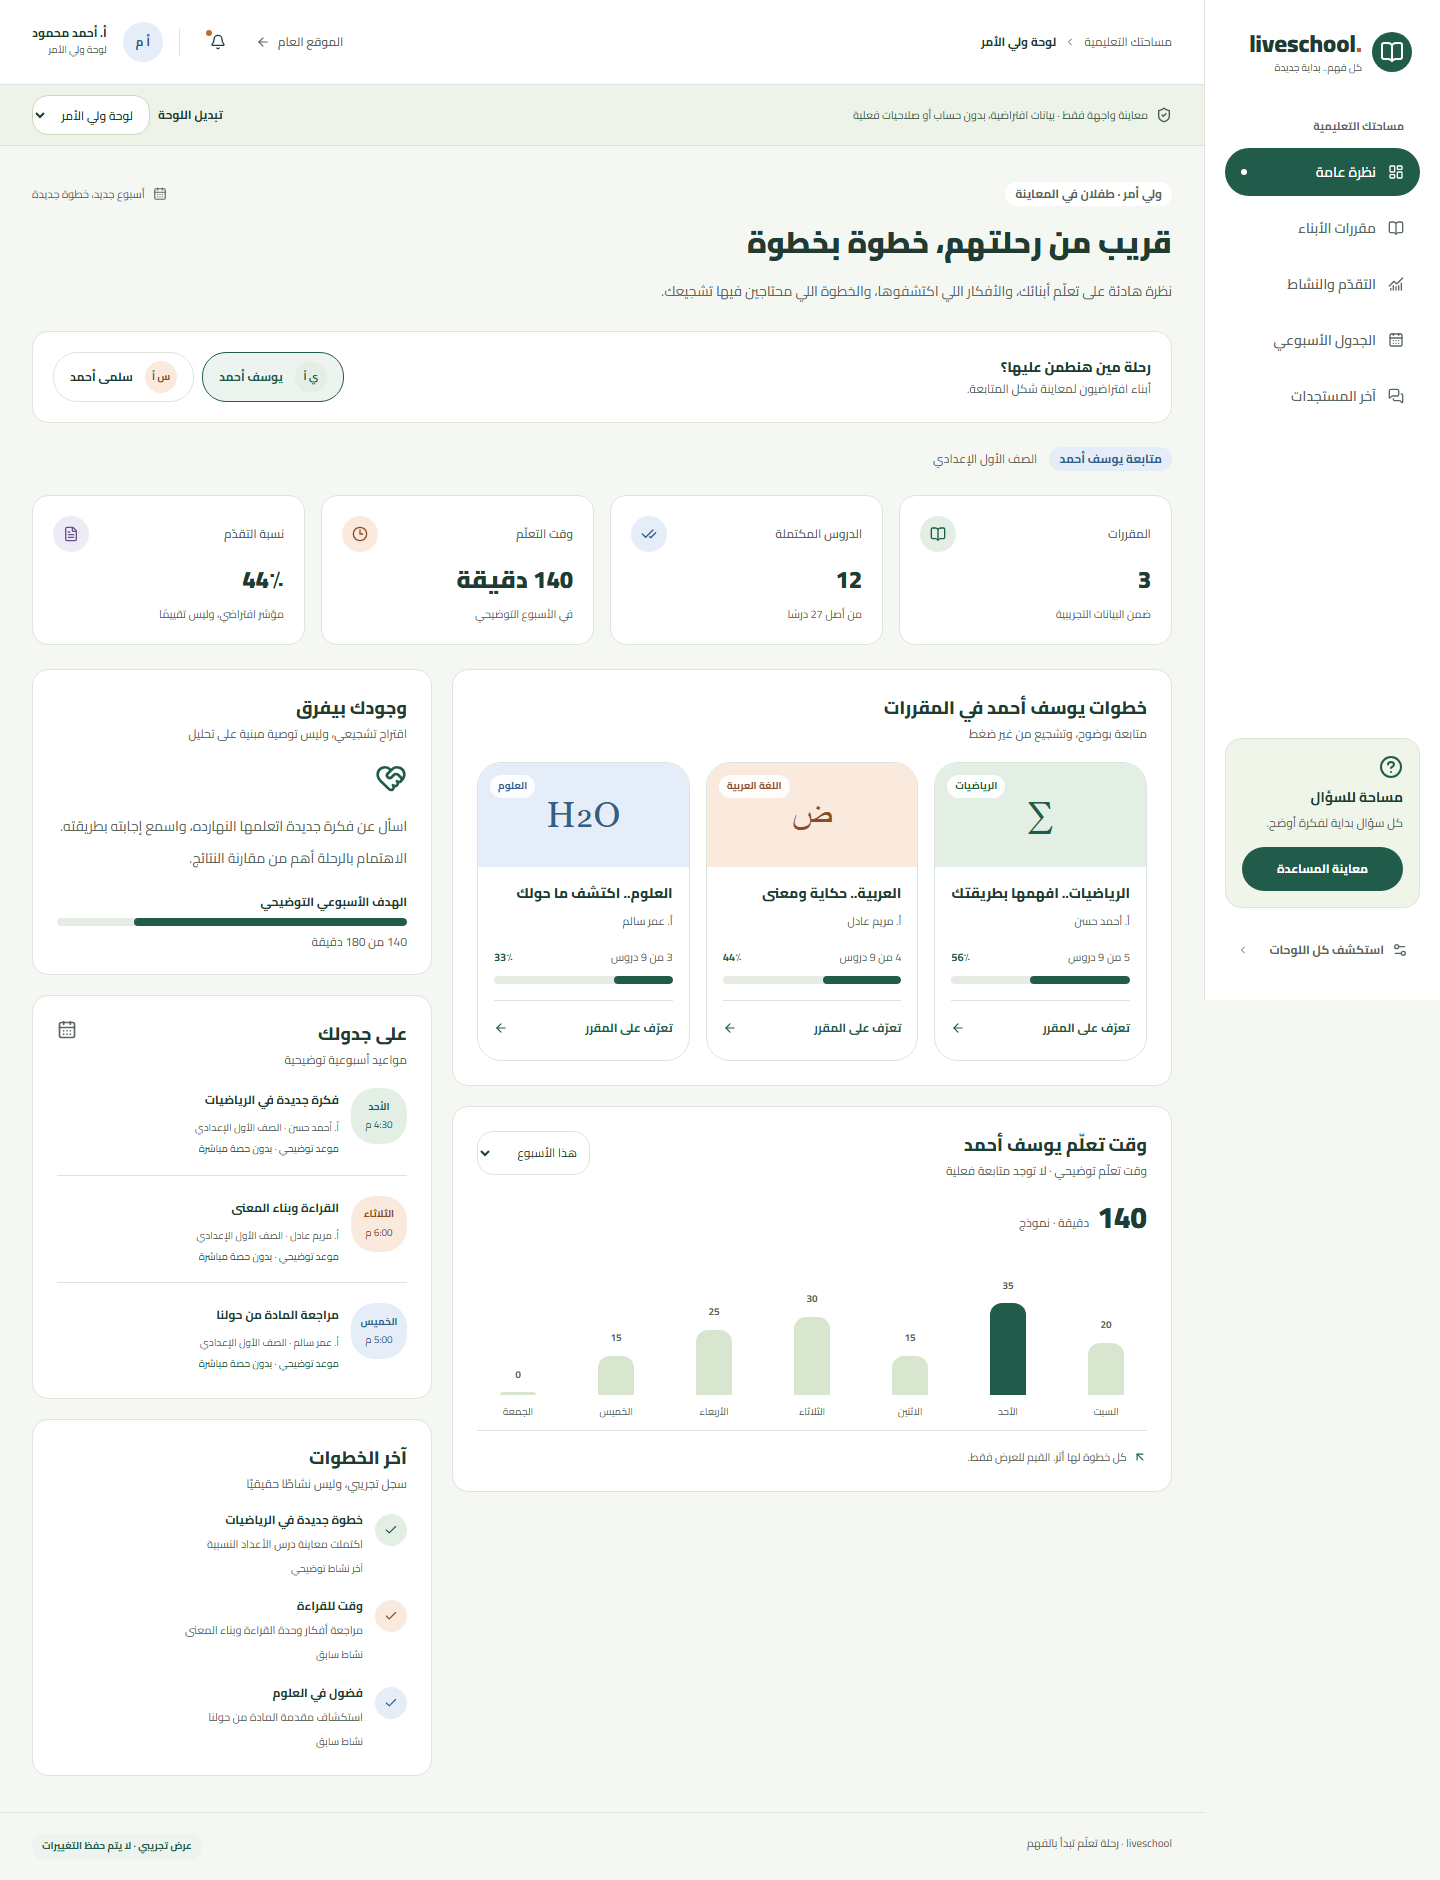 liveschool.
كل فهم.. بداية جديدة
مساحتك التعليمية
نظرة عامة
مقررات الأبناء
التقدّم والنشاط
الجدول الأسبوعي
آخر المستجدات
مساحة للسؤال
كل سؤال بداية لفكرة أوضح.
معاينة المساعدة
استكشف كل اللوحات
مساحتك التعليمية
لوحة ولي الأمر
الموقع العام
أ م
أ. أحمد محمود
لوحة ولي الأمر
معاينة واجهة فقط · بيانات افتراضية، بدون حساب أو صلاحيات فعلية
تبديل اللوحة
لوحة ولي الأمر
ولي أمر · طفلان في المعاينة
أسبوع جديد، خطوة جديدة
قريب من رحلتهم، خطوة بخطوة
نظرة هادئة على تعلّم أبنائك، والأفكار اللي اكتشفوها، والخطوة اللي محتاجين فيها تشجيعك.
رحلة مين هنطمن عليها؟
أبناء افتراضيون لمعاينة شكل المتابعة.
ي أ
يوسف أحمد
س أ
سلمى أحمد
متابعة يوسف أحمد
الصف الأول الإعدادي
المقررات
3
ضمن البيانات التجريبية
الدروس المكتملة
12
من أصل 27 درسًا
وقت التعلّم
140 دقيقة
في الأسبوع التوضيحي
نسبة التقدّم
44٪
مؤشر افتراضي، وليس تقييمًا
خطوات يوسف أحمد في المقررات
متابعة بوضوح، وتشجيع من غير ضغط
الرياضيات
∑
الرياضيات.. افهمها بطريقتك
أ. أحمد حسن
5 من 9 دروس
56٪
تعرّف على المقرر
اللغة العربية
ض
العربية.. حكاية ومعنى
أ. مريم عادل
4 من 9 دروس
44٪
تعرّف على المقرر
العلوم
H2O
العلوم.. اكتشف ما حولك
أ. عمر سالم
3 من 9 دروس
33٪
تعرّف على المقرر
وقت تعلّم يوسف أحمد
وقت تعلّم توضيحي · لا توجد متابعة فعلية
هذا الأسبوع
140 دقيقة · نموذج
20
35
15
30
25
15
0
السبت
الأحد
الاثنين
الثلاثاء
الأربعاء
الخميس
الجمعة
كل خطوة لها أثر. القيم للعرض فقط.
وجودك بيفرق
اقتراح تشجيعي، وليس توصية مبنية على تحليل
اسأل عن فكرة جديدة اتعلمها النهارده، واسمع إجابته بطريقته.
الاهتمام بالرحلة أهم من مقارنة النتائج.
الهدف الأسبوعي التوضيحي
140 من 180 دقيقة
على جدولك
مواعيد أسبوعية توضيحية
الأحد
4:30 م
فكرة جديدة في الرياضيات
أ. أحمد حسن · الصف الأول الإعدادي
موعد توضيحي · بدون حصة مباشرة
الثلاثاء
6:00 م
القراءة وبناء المعنى
أ. مريم عادل · الصف الأول الإعدادي
موعد توضيحي · بدون حصة مباشرة
الخميس
5:00 م
مراجعة المادة من حولنا
أ. عمر سالم · الصف الأول الإعدادي
موعد توضيحي · بدون حصة مباشرة
آخر الخطوات
سجل تجريبي، وليس نشاطًا حقيقيًا
خطوة جديدة في الرياضيات
اكتملت معاينة درس الأعداد النسبية
آخر نشاط توضيحي
وقت للقراءة
مراجعة أفكار وحدة القراءة وبناء المعنى
نشاط سابق
فضول في العلوم
استكشاف مقدمة المادة من حولنا
نشاط سابق
liveschool · رحلة تعلّم تبدأ بالفهم
عرض تجريبي · لا يتم حفظ التغييرات